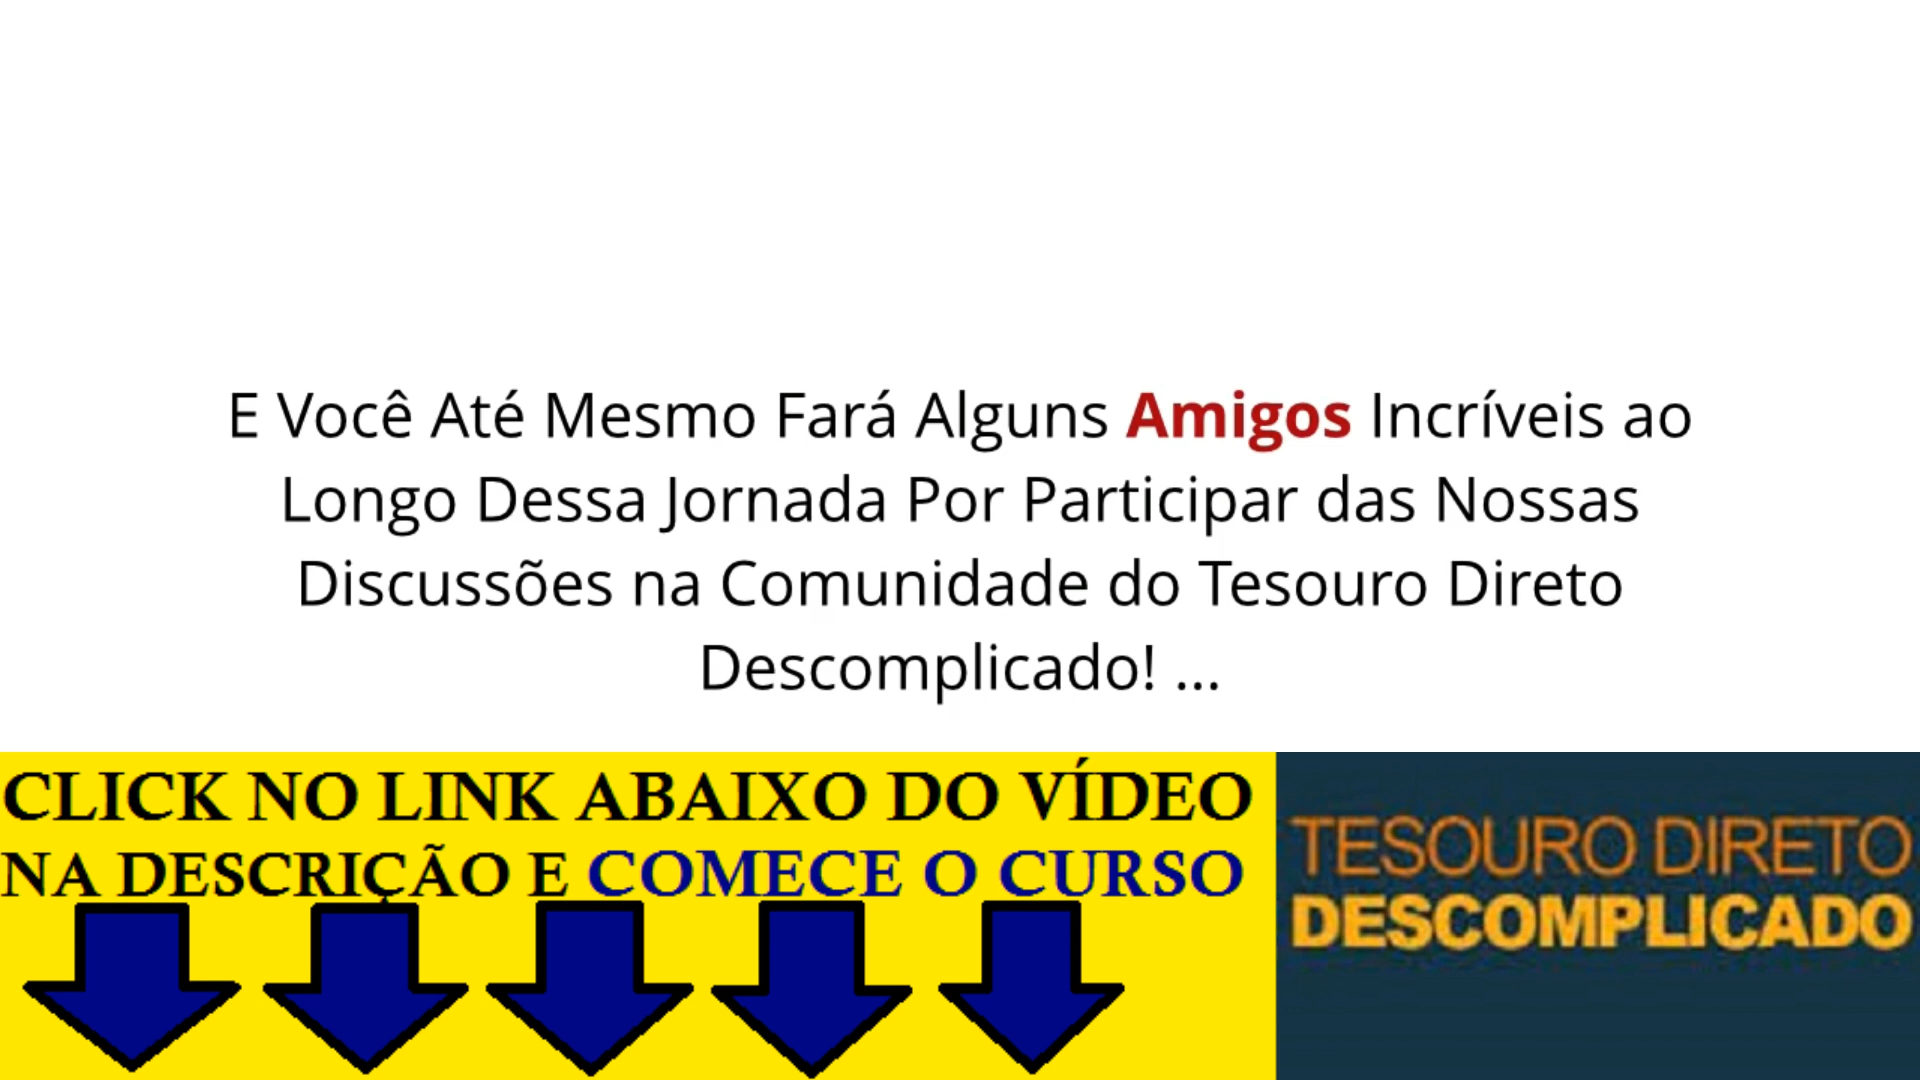 E Você Até Mesmo Fará Alguns Amigos Incríveis ao
Longo Dessa Jornada Por Participar das Nossas
Discussões na Comunidade do Tesouro Direto
Descomplicado! ...
CLICK NO LINK ABAIXO DO VÍDEO
NA DESCRIÇÃO E COMECE O CURSO
TESOURO DIRETO
DESCOMPLICADO